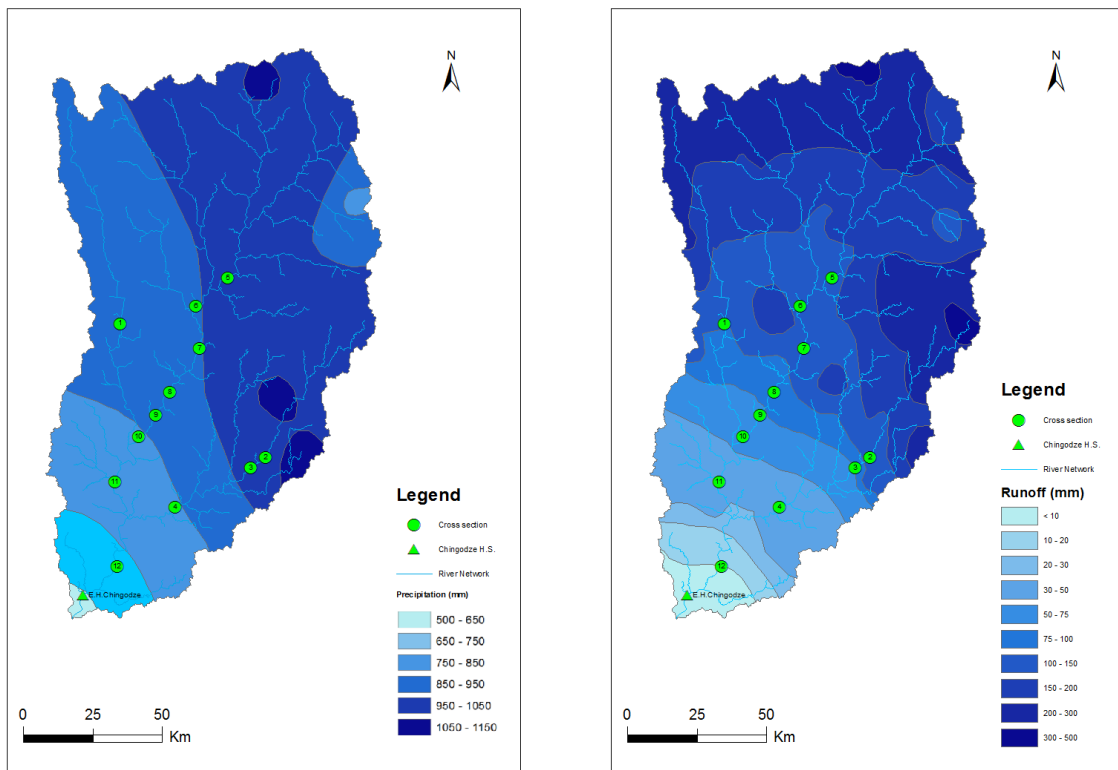 N
5
6
1
7
8
9
10
2
3
11
4
12
E.H.Chingodze
Legend
Cross section
Chingodze H.S.
River Network
Precipitation (mm)
500 - 650
650 - 750
750 - 850
850 - 950
950 - 1050
1050 - 1150
0 25 50
Km
N
5
6
1
7
8
9
10
2
3
11
4
12
E.H.Chingodze
Legend
Cross section
Chingodze H.S.
River Network
Runoff (mm)
< 10
10 - 20
20 - 30
30 - 50
50 - 75
75 - 100
100 - 150
150 - 200
200 - 300
300 - 500
0 25 50
Km